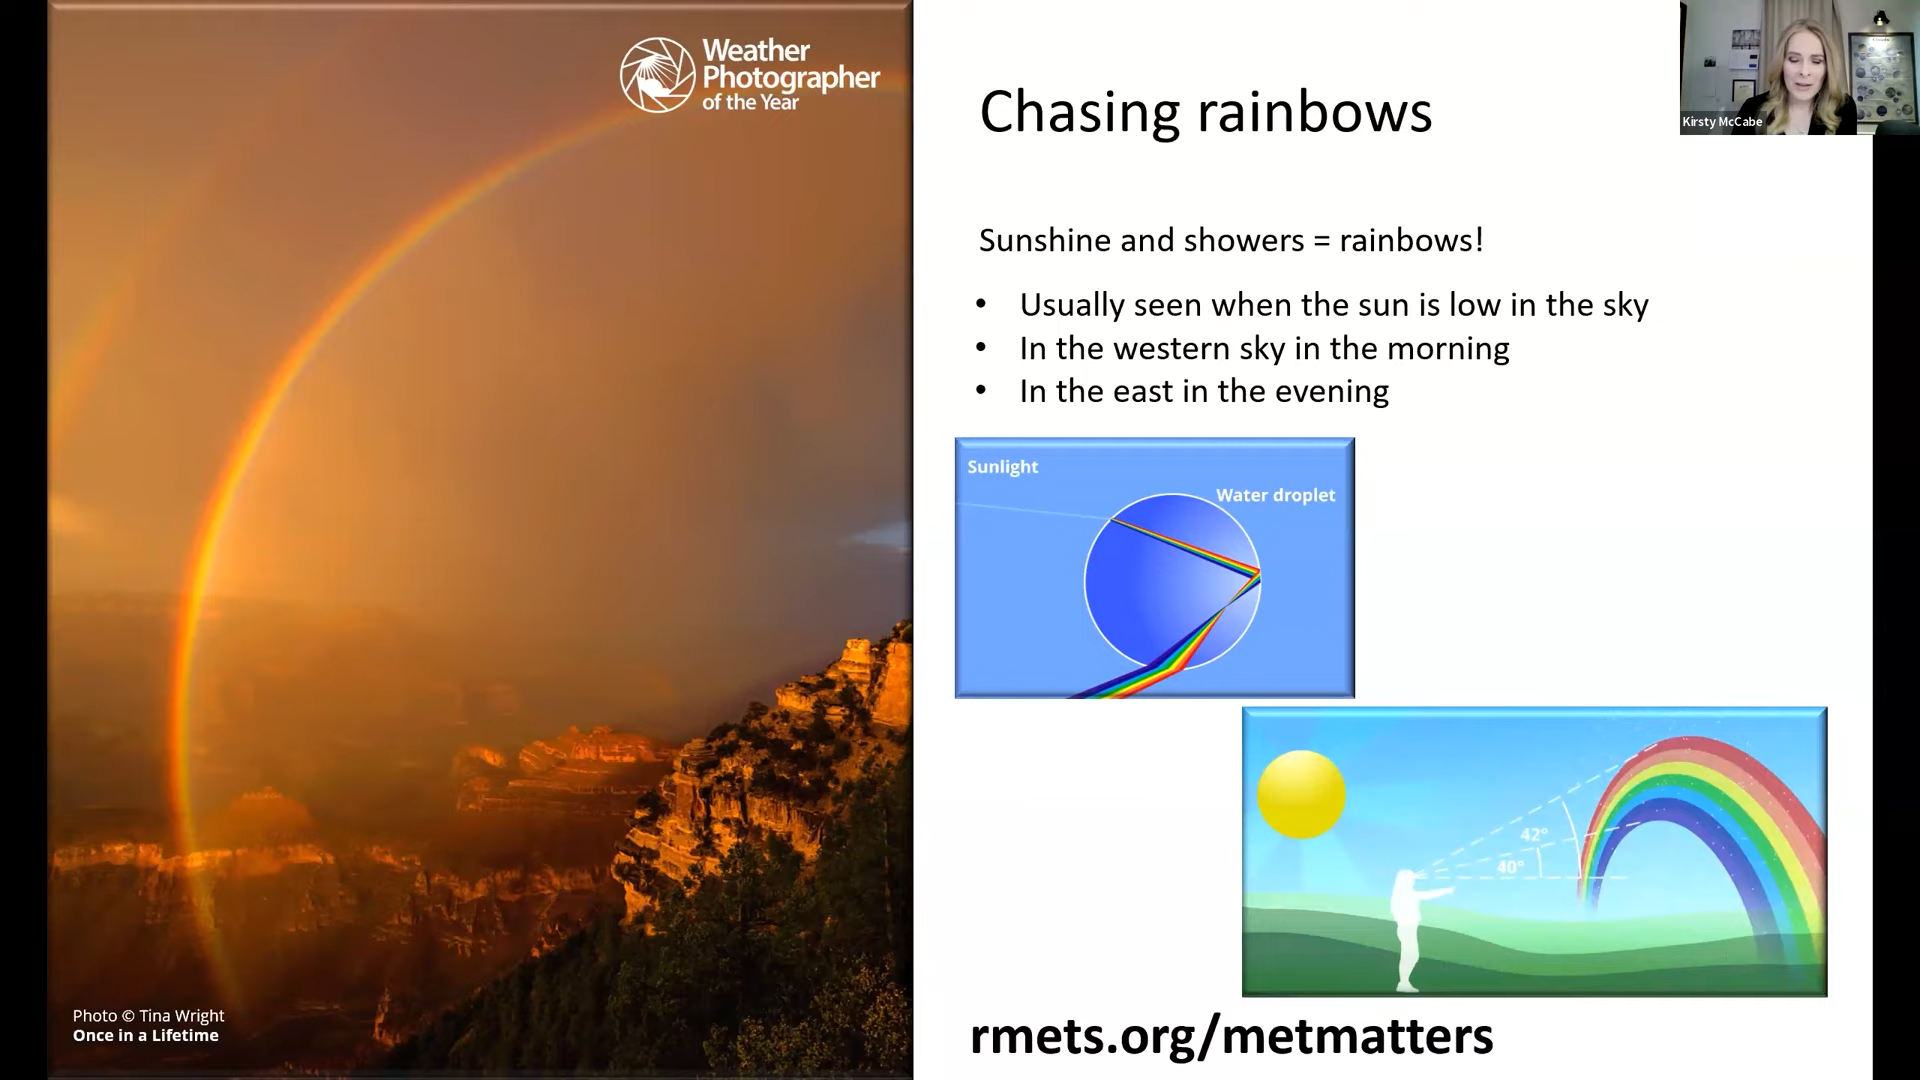 Weather
Photographer
of the Year
Photo © Tina Wright
Once in a Lifetime
Chasing rainbows
Sunshine and showers = rainbows!
• Usually seen when the sun is low in the sky
• In the western sky in the morning
• In the east in the evening
Sunlight
Water droplet
42°
40°
rmets.org/metmatters
Kirsty McCabe